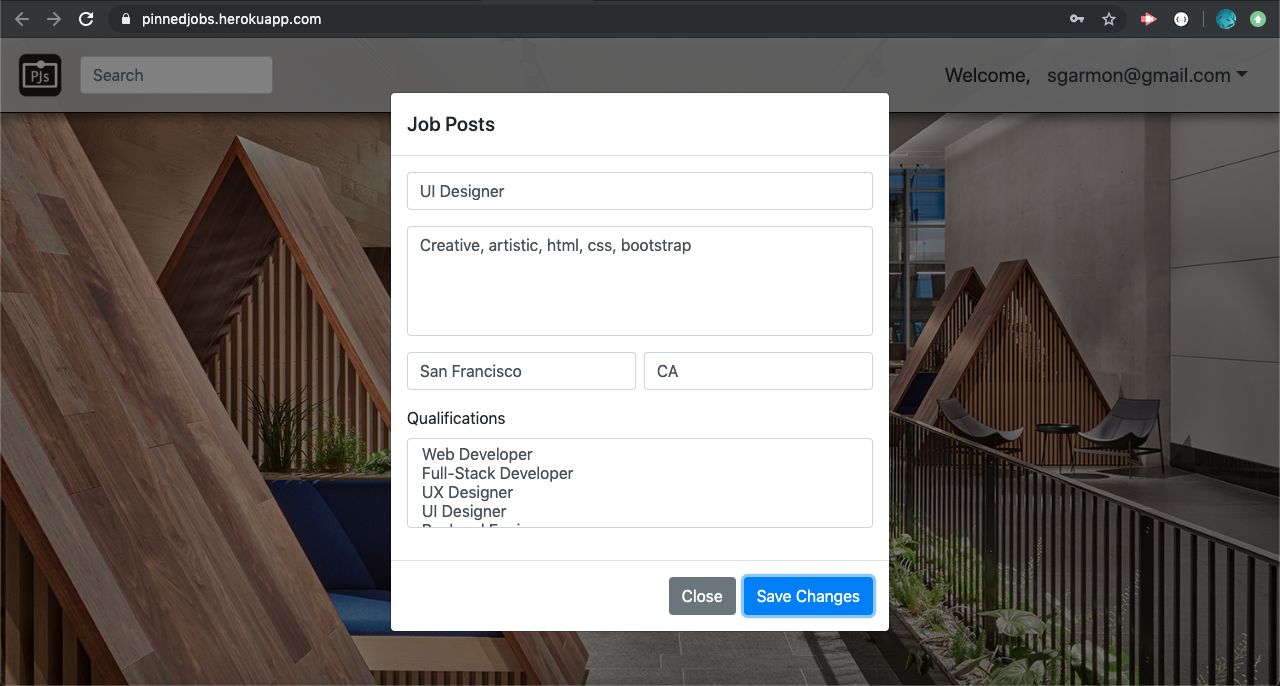 pinnedjobs.herokuapp.com
PJs
Search
Welcome, sgarmon@gmail.com
Job Posts
UI Designer
Creative, artistic, html, css, bootstrap
San Francisco
CA
Qualifications
Web Developer
Full-Stack Developer
UX Designer
UI Designer
Close
Save Changes